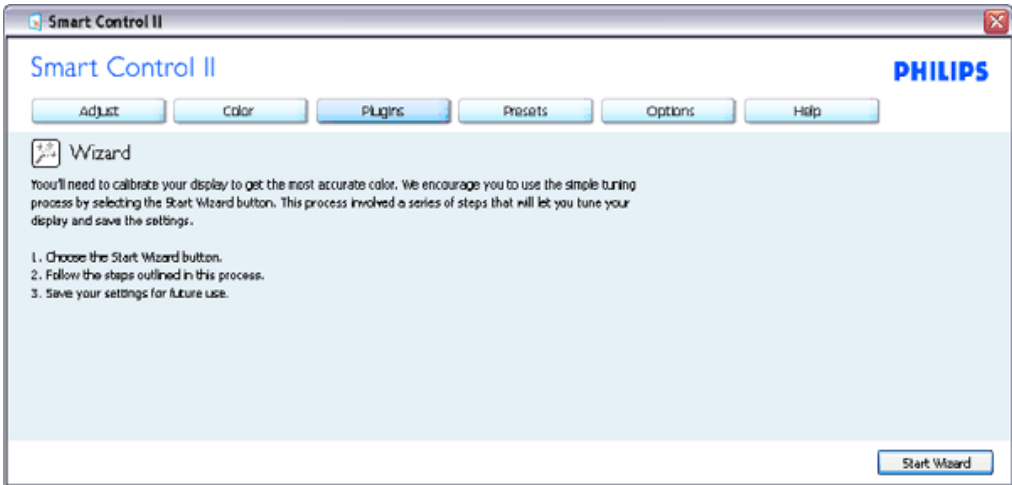 Smart Control II
Smart Control II
PHILIPS
Adjust Color Plugins Presets Options Help
Wizard
Yoou'll need to calibrate your display to get the most accurate color. We encourage you to use the simple tuning
process by selecting the Start Wizard button. This process involved a series of steps that will let you tune your
display and save the settings.
1. Choose the Start Wizard button.
2. Follow the steps outlined in this process.
3. Save your settings for future use.
Start Wizard